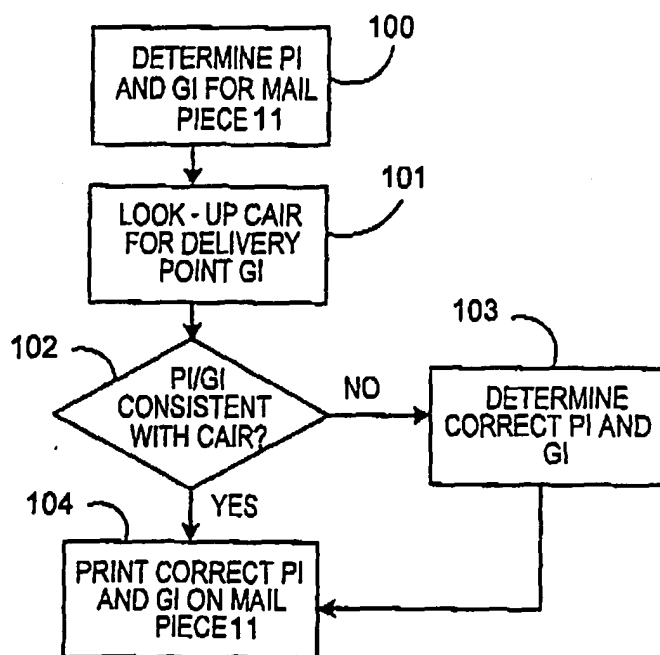 100
DETERMINE PI
AND GI FOR MAIL
PIECE 11
101
LOOK - UP CAIR
FOR DELIVERY
POINT GI
102
PI/GI
CONSISTENT
WITH CAIR?
NO
103
DETERMINE
CORRECT PI AND
GI
YES
104
PRINT CORRECT PI
AND GI ON MAIL
PIECE 11